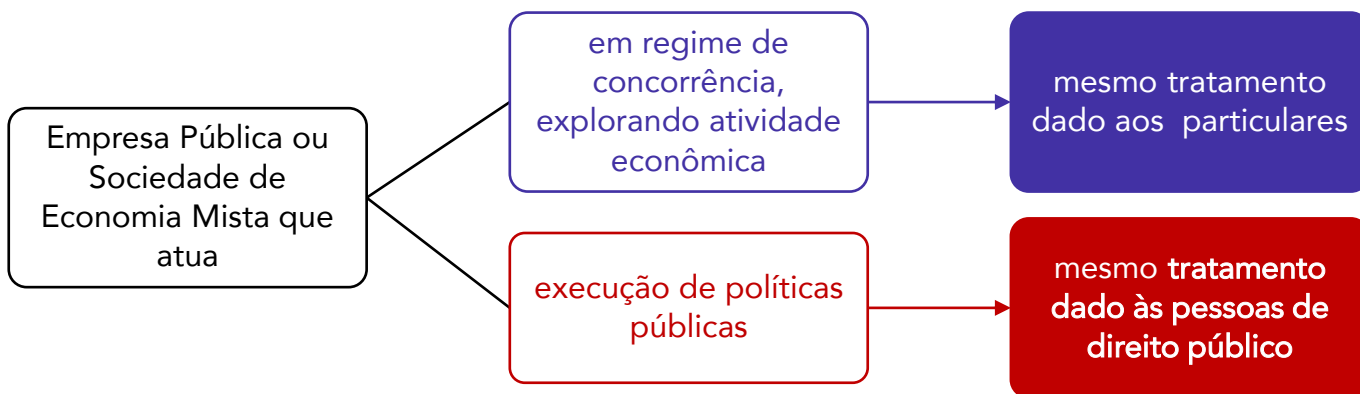 Empresa Pública ou
Sociedade de
Economia Mista que
atua
em regime de
concorrência,
explorando atividade
econômica
mesmo tratamento
dado aos particulares
execução de políticas
públicas
mesmo tratamento
dado às pessoas de
direito público